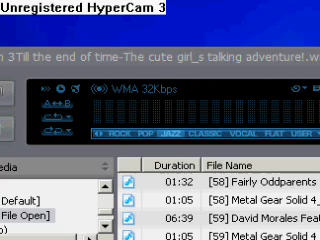 Unregistered HyperCam 3
3Till the end of time-The cute girl_s talking adventure!.w
WMA 32Kbps
A↔B
ROCK POP JAZZ CLASSIC VOCAL FLAT USER
edia
Duration File Name
01:32 [58] Fairly Oddparents
Default]
01:05 [58] Metal Gear Solid 4_
File Open]
06:39 [59] David Morales Feat
o)
01:05 [59] Metal Gear Solid 4